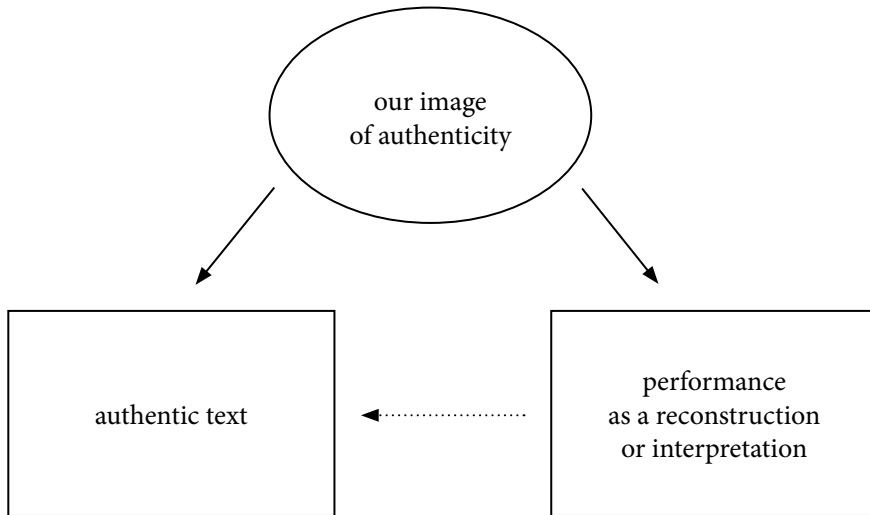 our image
of authenticity
authentic text
performance
as a reconstruction
or interpretation